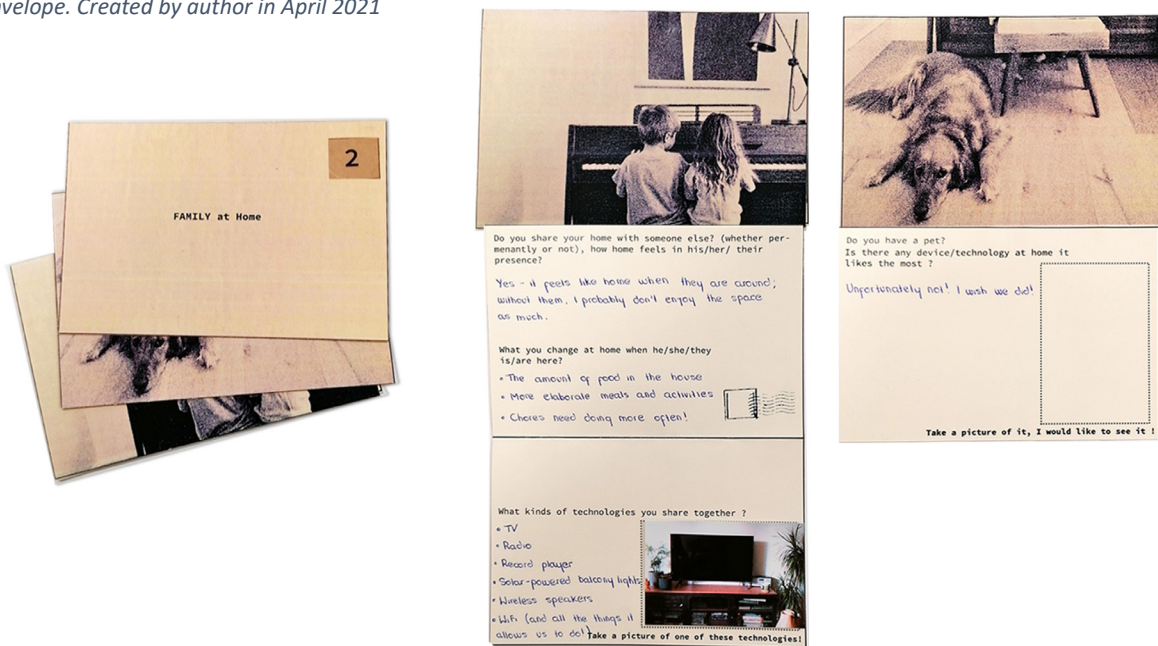 velope. Created by author in April 2021
2
FAMILY at Home
Do you share your home with someone else? (whether per-
menantly or not), how home feels in his/her/ their
presence?
Yes - it feels like home when they are around;
without them, I probably don't enjoy the space
as much.
What you change at home when he/she/they
is/are here?
• The amount of food in the house
• More elaborate meals and activities
• Chores need doing more often!
What kinds of technologies you share together ?
• TV
• Radio
• Record player
• Solar-powered balcony lights
• Wireless speakers
• WiFi (and all the things it
allows us to do!)
Take a picture of one of these technologies!
Do you have a pet?
Is there any device/technology at home it
likes the most ?
Unfortunately not! I wish we did!
Take a picture of it, I would like to see it !